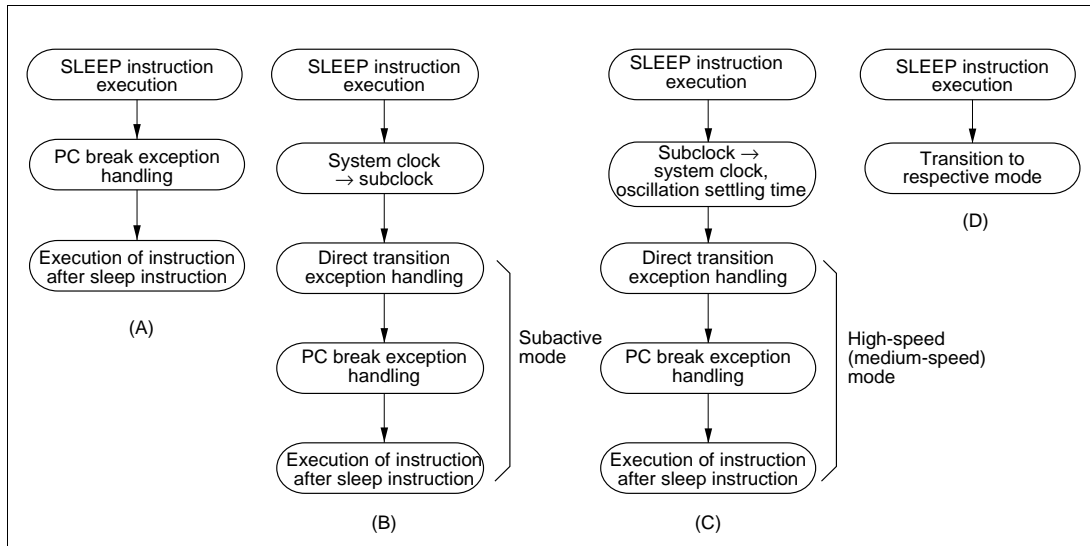 SLEEP instruction
execution
PC break exception
handling
Execution of instruction
after sleep instruction
(A)
SLEEP instruction
execution
System clock
→ subclock
Direct transition
exception handling
PC break exception
handling
Execution of instruction
after sleep instruction
Subactive
mode
(B)
SLEEP instruction
execution
Subclock →
system clock,
oscillation settling time
Direct transition
exception handling
PC break exception
handling
Execution of instruction
after sleep instruction
High-speed
(medium-speed)
mode
(C)
SLEEP instruction
execution
Transition to
respective mode
(D)